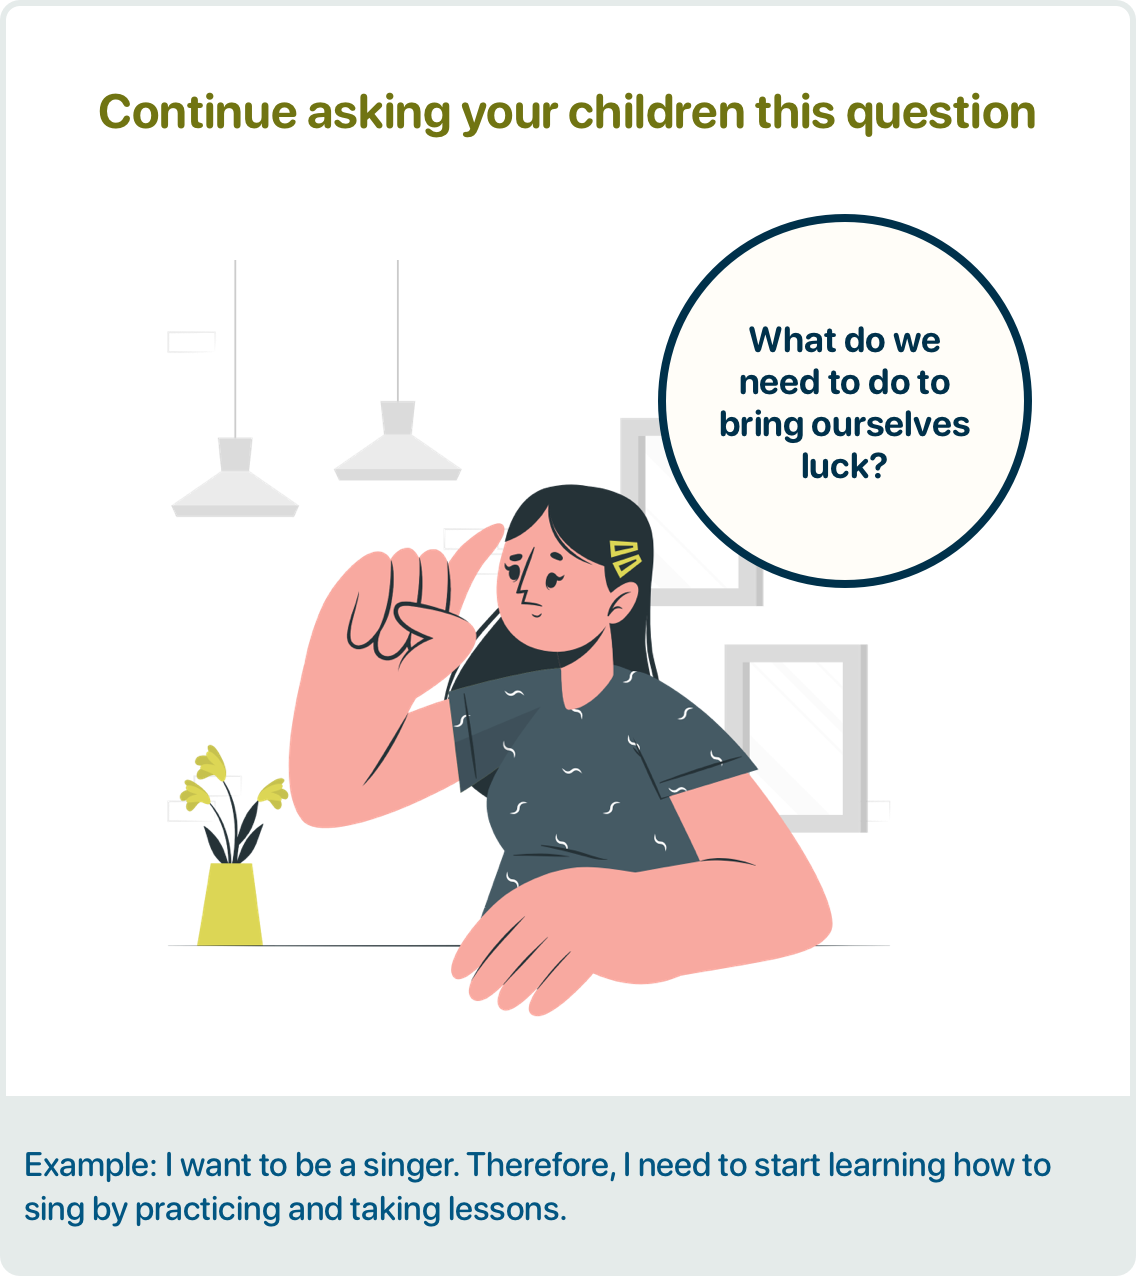 Continue asking your children this question
What do we
need to do to
bring ourselves
luck?
Example: I want to be a singer. Therefore, I need to start learning how to
sing by practicing and taking lessons.